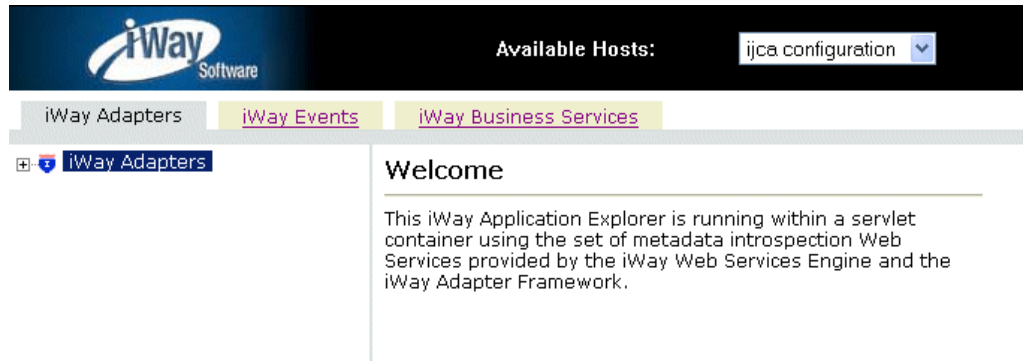 iWay
Software
Available Hosts:
ijca configuration
iWay Adapters
iWay Events
iWay Business Services
iWay Adapters
Welcome
This iWay Application Explorer is running within a servlet
container using the set of metadata introspection Web
Services provided by the iWay Web Services Engine and the
iWay Adapter Framework.